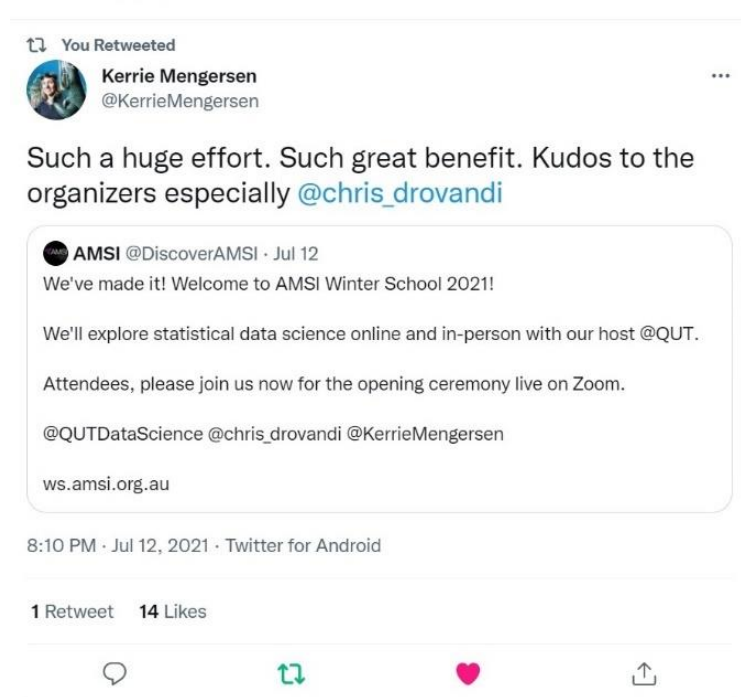 You Retweeted
Kerrie Mengersen
@KerrieMengersen
Such a huge effort. Such great benefit. Kudos to the
organizers especially @chris_drovandi
AMSI @DiscoverAMSI · Jul 12
We've made it! Welcome to AMSI Winter School 2021!
We'll explore statistical data science online and in-person with our host @QUT.
Attendees, please join us now for the opening ceremony live on Zoom.
@QUTDataScience @chris_drovandi @KerrieMengersen
ws.amsi.org.au
8:10 PM · Jul 12, 2021 · Twitter for Android
1 Retweet 14 Likes